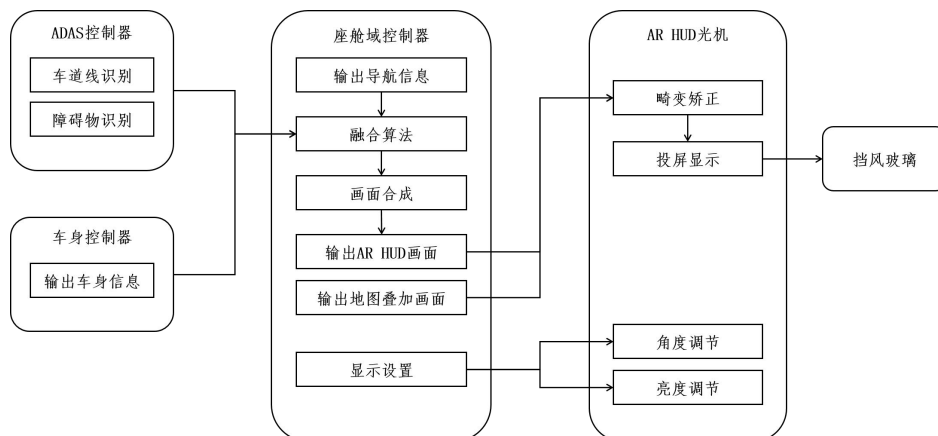 ADAS控制器
车道线识别
障碍物识别
车身控制器
输出车身信息
座舱域控制器
输出导航信息
融合算法
画面合成
输出AR HUD画面
输出地图叠加画面
显示设置
AR HUD光机
畸变矫正
投屏显示
角度调节
亮度调节
挡风玻璃